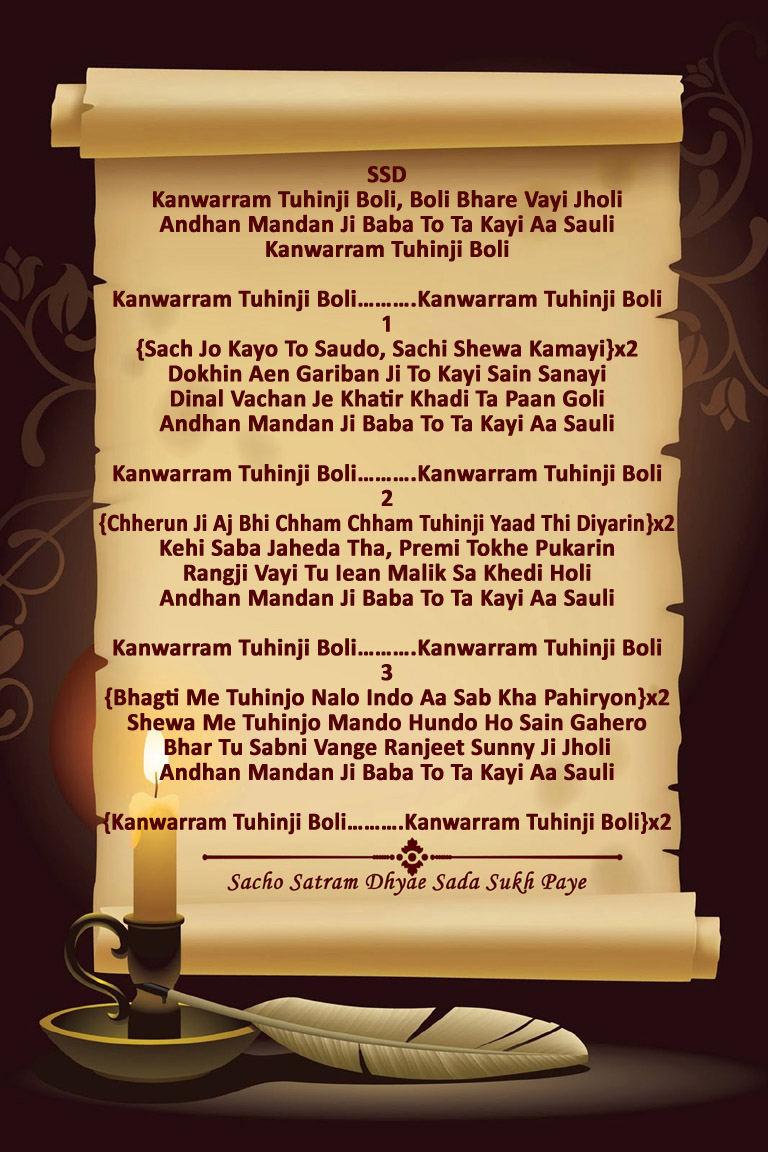 SSD
Kanwarram Tuhinji Boli, Boli Bhare Vayi Jholi
Andhan Mandan Ji Baba To Ta Kayi Aa Sauli
Kanwarram Tuhinji Boli
Kanwarram Tuhinji Boli..........Kanwarram Tuhinji Boli
1
{Sach Jo Kayo To Saudo, Sachi Shewa Kamayi}x2
Dokhin Aen Gariban Ji To Kayi Sain Sanayi
Dinal Vachan Je Khatir Khadi Ta Paan Goli
Andhan Mandan Ji Baba To Ta Kayi Aa Sauli
Kanwarram Tuhinji Boli..........Kanwarram Tuhinji Boli
2
{Chherun Ji Aj Bhi Chham Chham Tuhinji Yaad Thi Diyarin}x2
Kehi Saba Jaheda Tha, Premi Tokhe Pukarin
Rangji Vayi Tu Iean Malik Sa Khedi Holi
Andhan Mandan Ji Baba To Ta Kayi Aa Sauli
Kanwarram Tuhinji Boli..........Kanwarram Tuhinji Boli
3
{Bhagti Me Tuhinjo Nalo Indo Aa Sab Kha Pahiryon}x2
Shewa Me Tuhinjo Mando Hundo Ho Sain Gahero
Bhar Tu Sabni Vange Ranjeet Sunny Ji Jholi
Andhan Mandan Ji Baba To Ta Kayi Aa Sauli
{Kanwarram Tuhinji Boli..........Kanwarram Tuhinji Boli}x2
Sacho Satram Dhyae Sada Sukh Paye